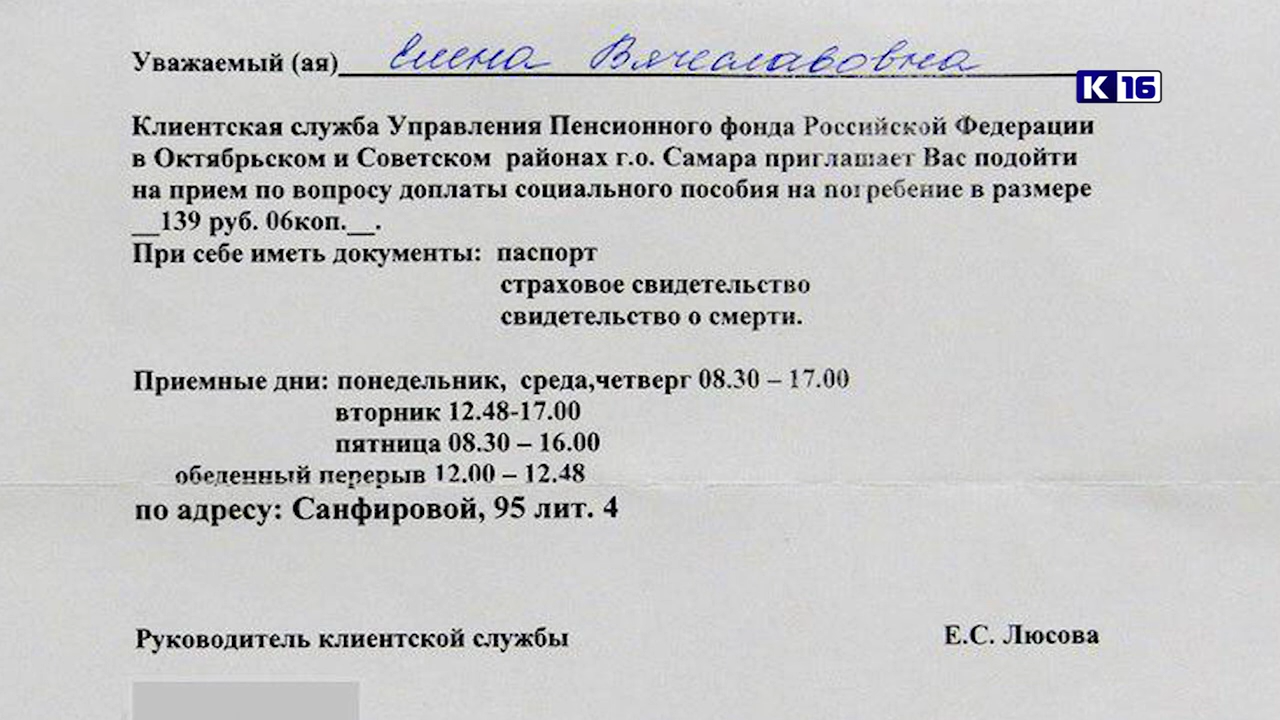 Уважаемый (ая) Елена Вячеславовна
К 16
Клиентская служба Управления Пенсионного фонда Российской Федерации
в Октябрьском и Советском районах г.о. Самара приглашает Вас подойти
на прием по вопросу доплаты социального пособия на погребение в размере
__139 руб. 06коп.__.
При себе иметь документы: паспорт
страховое свидетельство
свидетельство о смерти.
Приемные дни: понедельник, среда,четверг 08.30 – 17.00
вторник 12.48-17.00
пятница 08.30 – 16.00
обеденный перерыв 12.00 – 12.48
по адресу: Санфировой, 95 лит. 4
Руководитель клиентской службы Е.С. Люсова